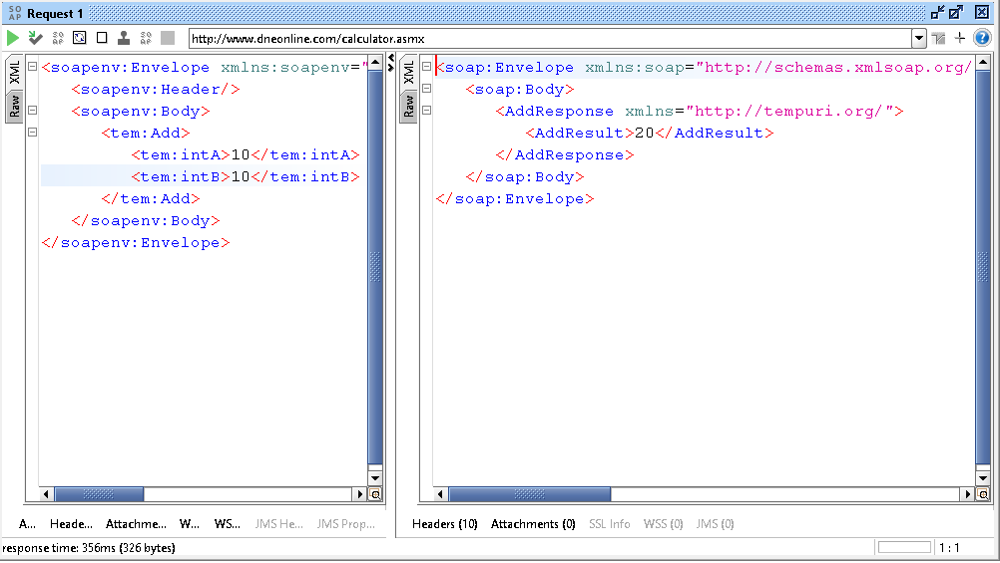 SO AP Request 1
http://www.dneonline.com/calculator.asmx
XML
Raw
<soapenv:Envelope xmlns:soapenv="
<soapenv:Header/>
<soapenv:Body>
<tem:Add>
<tem:intA>10</tem:intA>
<tem:intB>10</tem:intB>
</tem:Add>
</soapenv:Body>
</soapenv:Envelope>
XML
Raw
<soap:Envelope xmlns:soap="http://schemas.xmlsoap.org/
<soap:Body>
<AddResponse xmlns="http://tempuri.org/">
<AddResult>20</AddResult>
</AddResponse>
</soap:Body>
</soap:Envelope>
A... Heade... Attachme... W... WS... JMS He... JMS Prop...
Headers (10) Attachments (0) SSL Info WSS (0) JMS (0)
response time: 356ms (326 bytes) 1 : 1